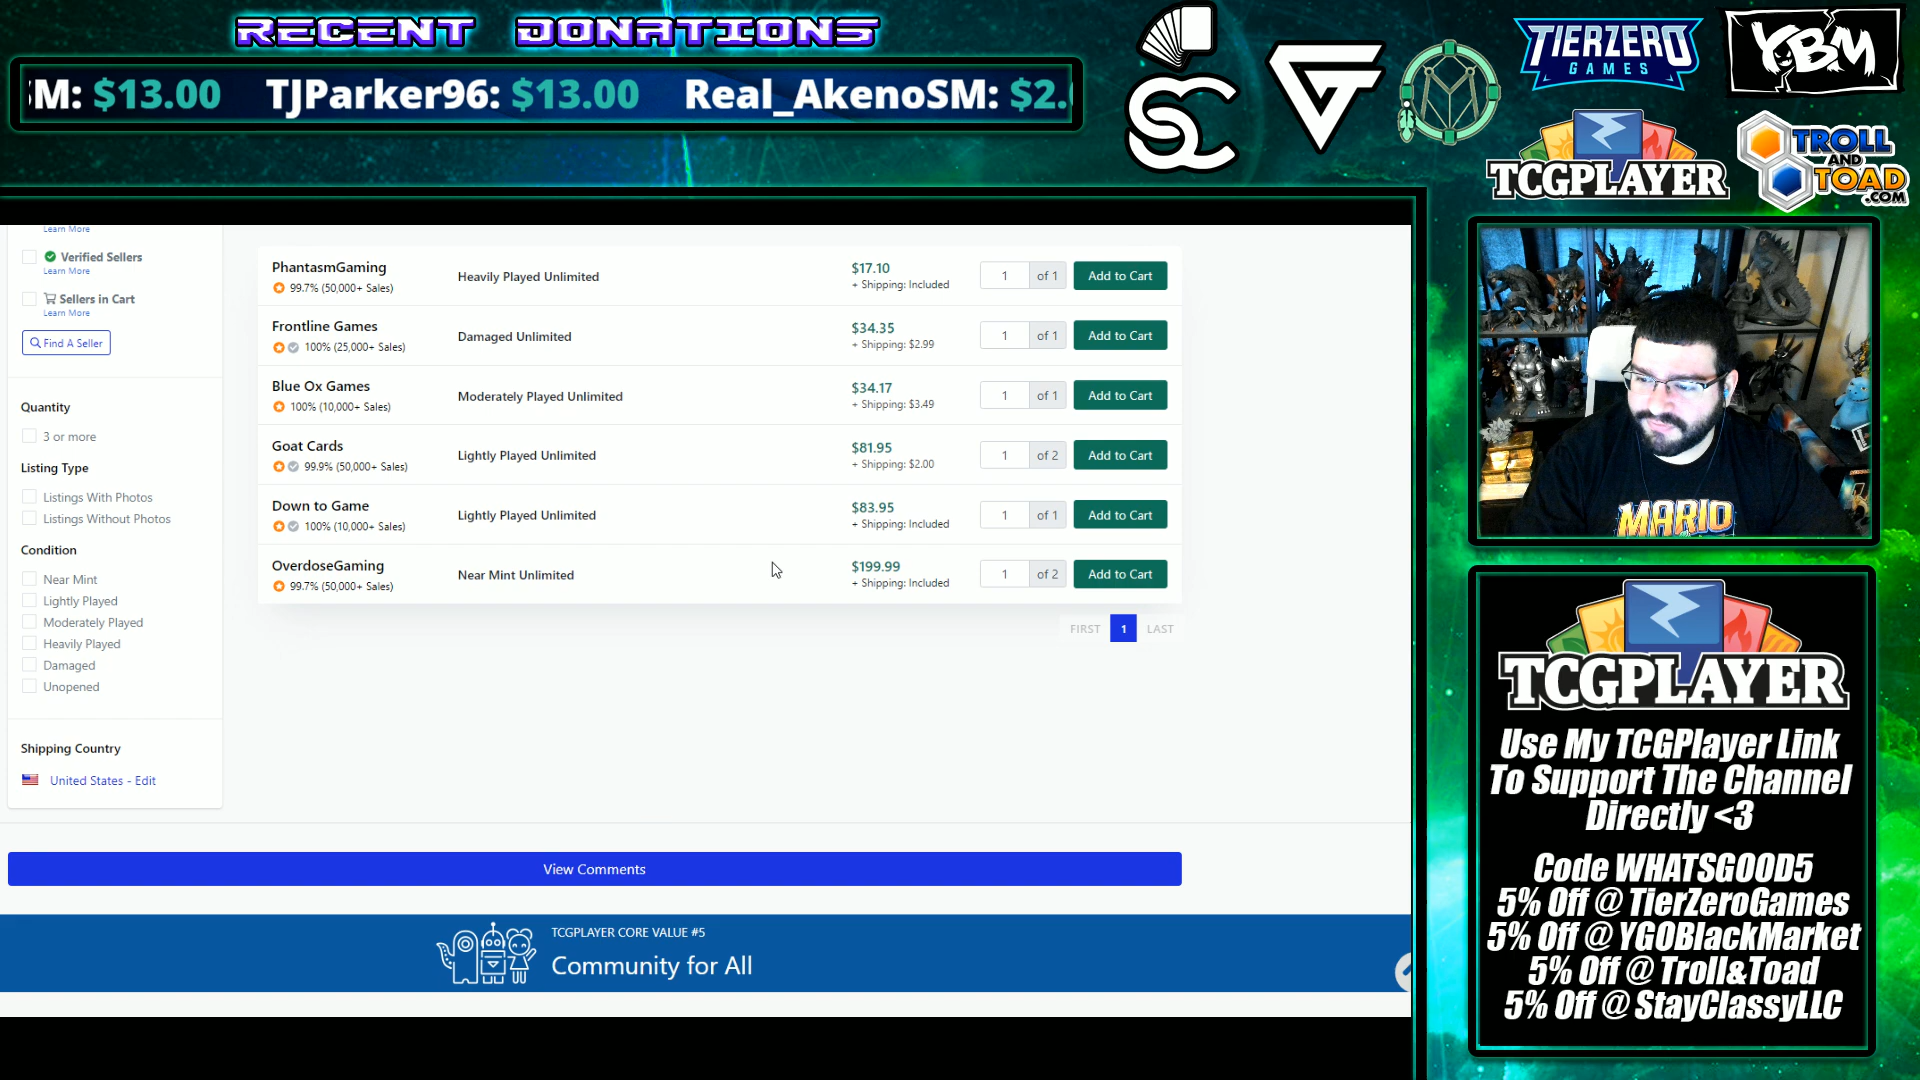 RECENT DONATIONS
M: $13.00 TJParker96: $13.00 Real_AkenoSM: $2.
SC
TIERZERO
GAMES
YBM
TCGPLAYER
TROLL
AND
TOAD
.COM
Learn More
Verified Sellers
Learn More
Sellers in Cart
Learn More
Find A Seller
Quantity
3 or more
Listing Type
Listings With Photos
Listings Without Photos
Condition
Near Mint
Lightly Played
Moderately Played
Heavily Played
Damaged
Unopened
Shipping Country
United States - Edit
PhantasmGaming
99.7% (50,000+ Sales)
Heavily Played Unlimited
$17.10
+ Shipping: Included
1 of 1 Add to Cart
Frontline Games
100% (25,000+ Sales)
Damaged Unlimited
$34.35
+ Shipping: $2.99
1 of 1 Add to Cart
Blue Ox Games
100% (10,000+ Sales)
Moderately Played Unlimited
$34.17
+ Shipping: $3.49
1 of 1 Add to Cart
Goat Cards
99.9% (50,000+ Sales)
Lightly Played Unlimited
$81.95
+ Shipping: $2.00
1 of 2 Add to Cart
Down to Game
100% (10,000+ Sales)
Lightly Played Unlimited
$83.95
+ Shipping: Included
1 of 1 Add to Cart
OverdoseGaming
99.7% (50,000+ Sales)
Near Mint Unlimited
$199.99
+ Shipping: Included
1 of 2 Add to Cart
FIRST 1 LAST
View Comments
TCGPLAYER CORE VALUE #5
Community for All
MARIO
TCGPLAYER
Use My TCGPlayer Link
To Support The Channel
Directly <3
Code WHATSGOOD5
5% Off @ TierZeroGames
5% Off @ YGOBlackMarket
5% Off @ Troll&Toad
5% Off @ StayClassyLLC